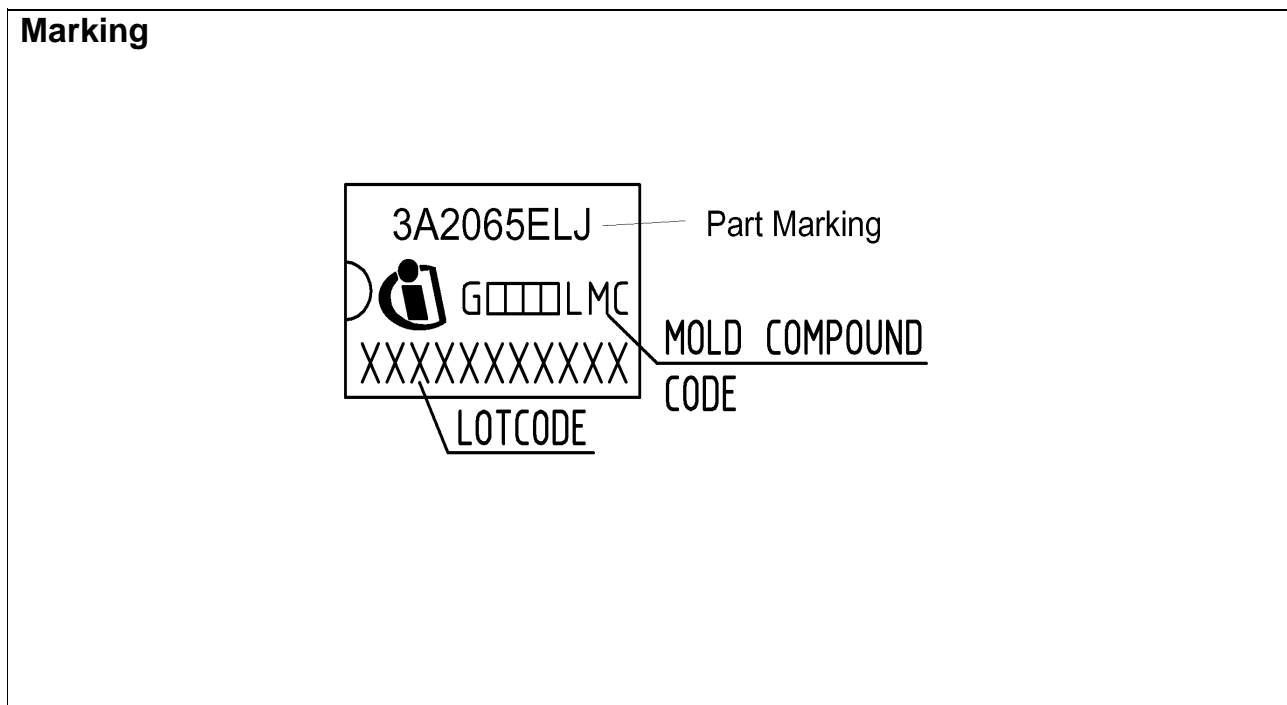 Marking
3A2065ELJ
Part Marking
G□□□□LMC
MOLD COMPOUND
CODE
XXXXXXXXXXX
LOTCODE